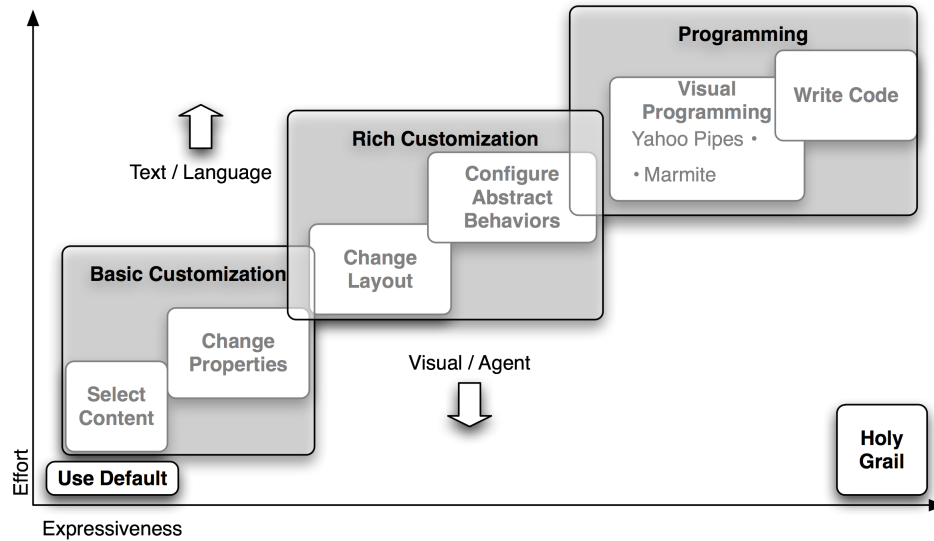 Programming
Visual
Programming
Yahoo Pipes •
• Marmite
Write Code
Rich Customization
Configure
Abstract
Behaviors
Change
Layout
Text / Language
Basic Customization
Change
Properties
Select
Content
Use Default
Visual / Agent
Holy
Grail
Effort
Expressiveness